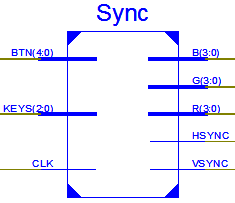 Sync
BTN(4:0)
B(3:0)
G(3:0)
KEYS(2:0)
R(3:0)
HSYNC
CLK
VSYNC